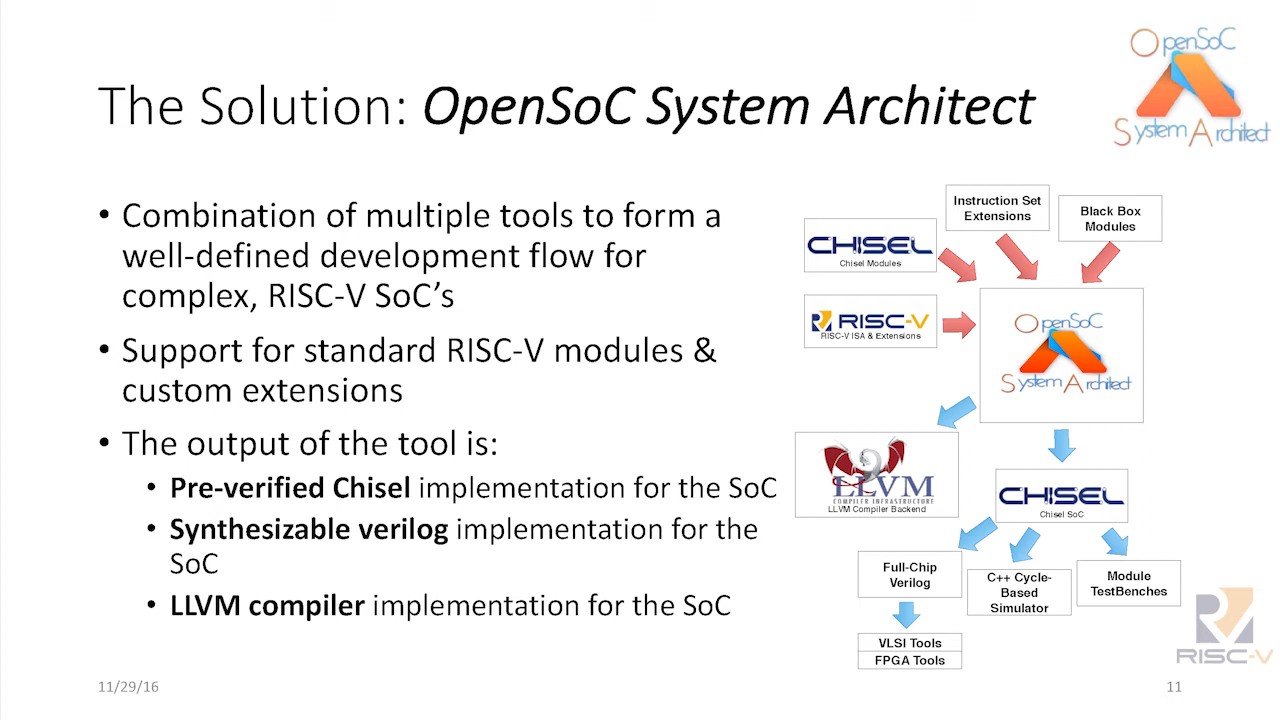 OpenSoC
System Architect
The Solution: OpenSoC System Architect
• Combination of multiple tools to form a
well-defined development flow for
complex, RISC-V SoC's
• Support for standard RISC-V modules &
custom extensions
• The output of the tool is:
• Pre-verified Chisel implementation for the SoC
• Synthesizable verilog implementation for the
SoC
• LLVM compiler implementation for the SoC
Instruction Set
Extensions
Black Box
Modules
CHISEL
Chisel Modules
RISC-V
RISC-V ISA & Extensions
OpenSoC
System Architect
LLVM
COMPILER INFRASTRUCTURE
LLVM Compiler Backend
CHISEL
Chisel SoC
Full-Chip
Verilog
C++ Cycle-
Based
Simulator
Module
TestBenches
VLSI Tools
FPGA Tools
RISC-V
11/29/16
11